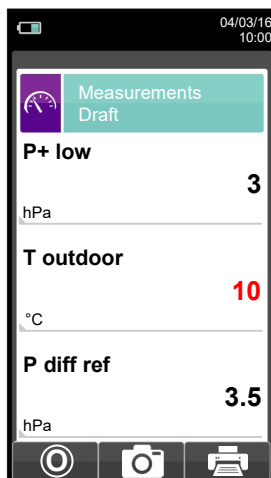 04/03/16
10:00
Measurements
Draft
P+ low
3
hPa
T outdoor
10
°C
P diff ref
3.5
hPa